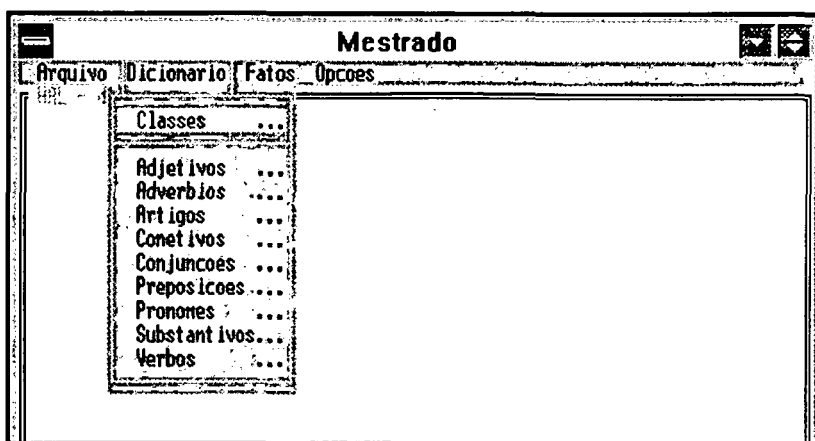 Mestrado
Arquivo Dicionario Fatos Opcoes
Classes ...
Adjetivos ...
Adverbios ....
Artigos ...
Conetivos ...
Conjuncoes ...
Preposicoes ....
Pronomes ...
Substantivos...
Verbos ...